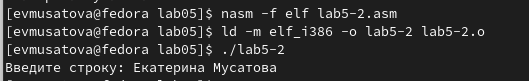 [evmusatova@fedora lab05]$ nasm -f elf lab5-2.asm
[evmusatova@fedora lab05]$ ld -m elf_i386 -o lab5-2 lab5-2.o
[evmusatova@fedora lab05]$ ./lab5-2
Введите строку: Екатерина Мусатова